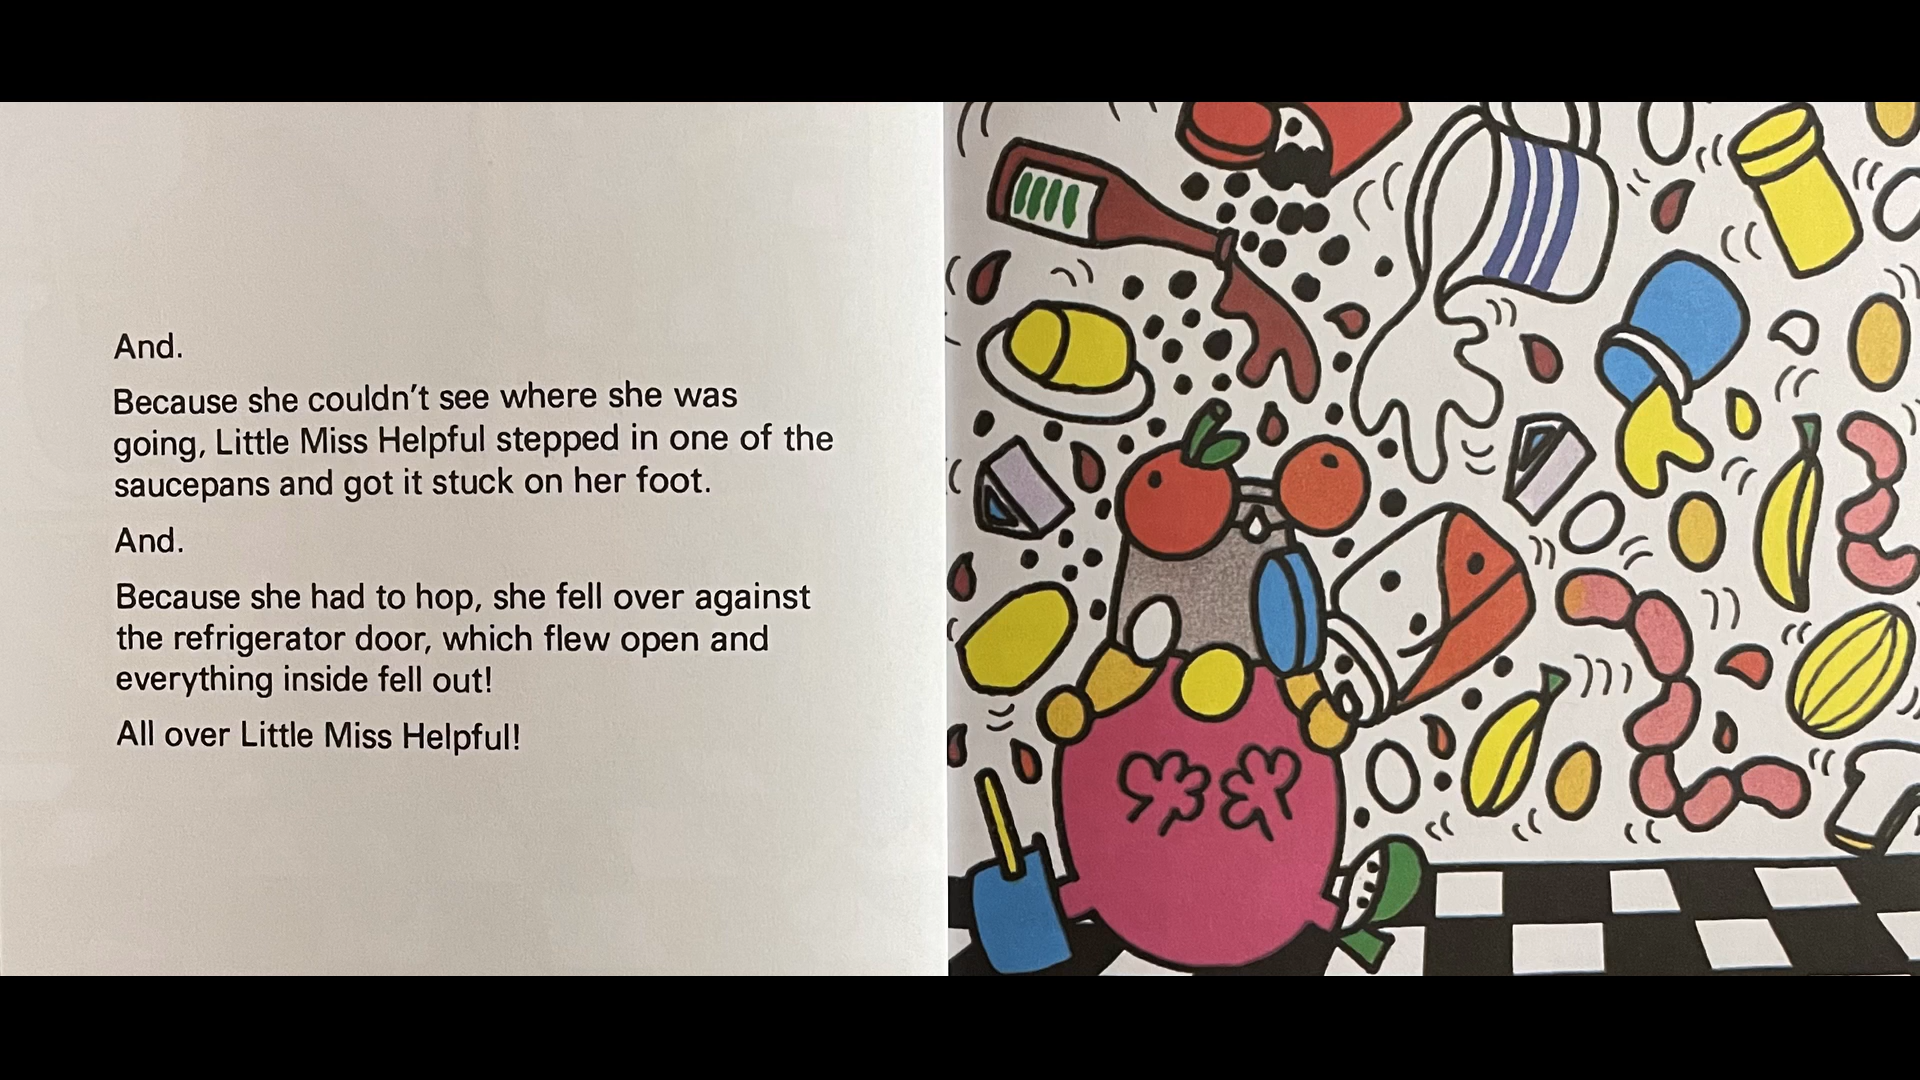 And.
Because she couldn't see where she was
going, Little Miss Helpful stepped in one of the
saucepans and got it stuck on her foot.
And.
Because she had to hop, she fell over against
the refrigerator door, which flew open and
everything inside fell out!
All over Little Miss Helpful!